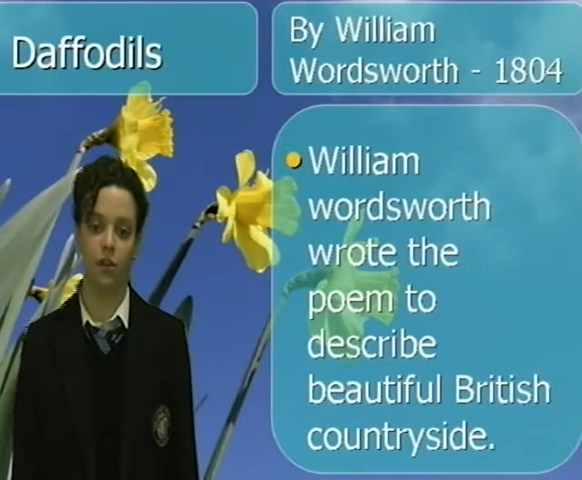 Daffodils
By William
Wordsworth - 1804
William
wordsworth
wrote the
poem to
describe
beautiful British
countryside.